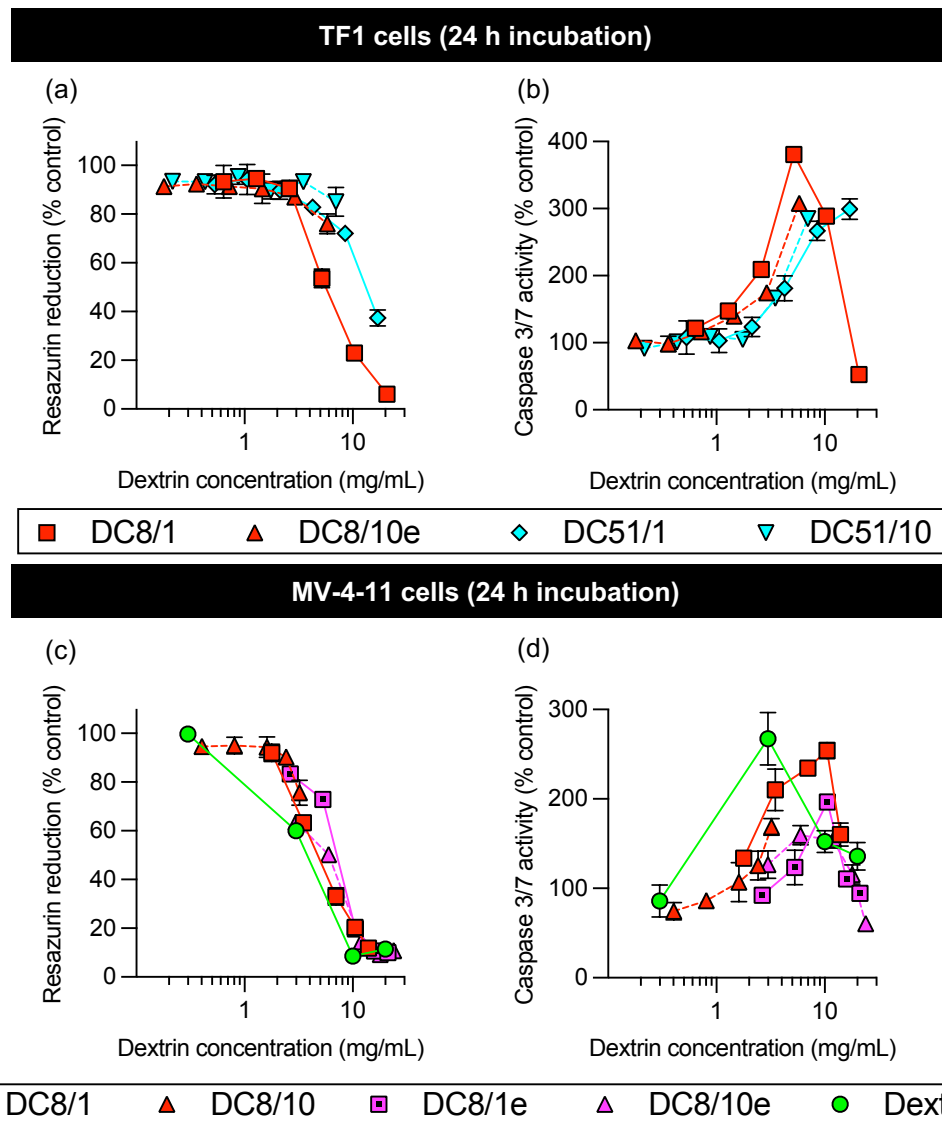 TF1 cells (24 h incubation)
(a)
(b)
Resazurin reduction (% control)
100
80
60
40
20
0
1
10
Dextrin concentration (mg/mL)
Caspase 3/7 activity (% control)
400
300
200
100
0
1
10
Dextrin concentration (mg/mL)
DC8/1 DC8/10e DC51/1 DC51/10
MV-4-11 cells (24 h incubation)
(c)
(d)
Resazurin reduction (% control)
100
80
60
40
20
0
1
10
Dextrin concentration (mg/mL)
Caspase 3/7 activity (% control)
300
200
100
0
1
10
Dextrin concentration (mg/mL)
DC8/1 DC8/10 DC8/1e DC8/10e Dext